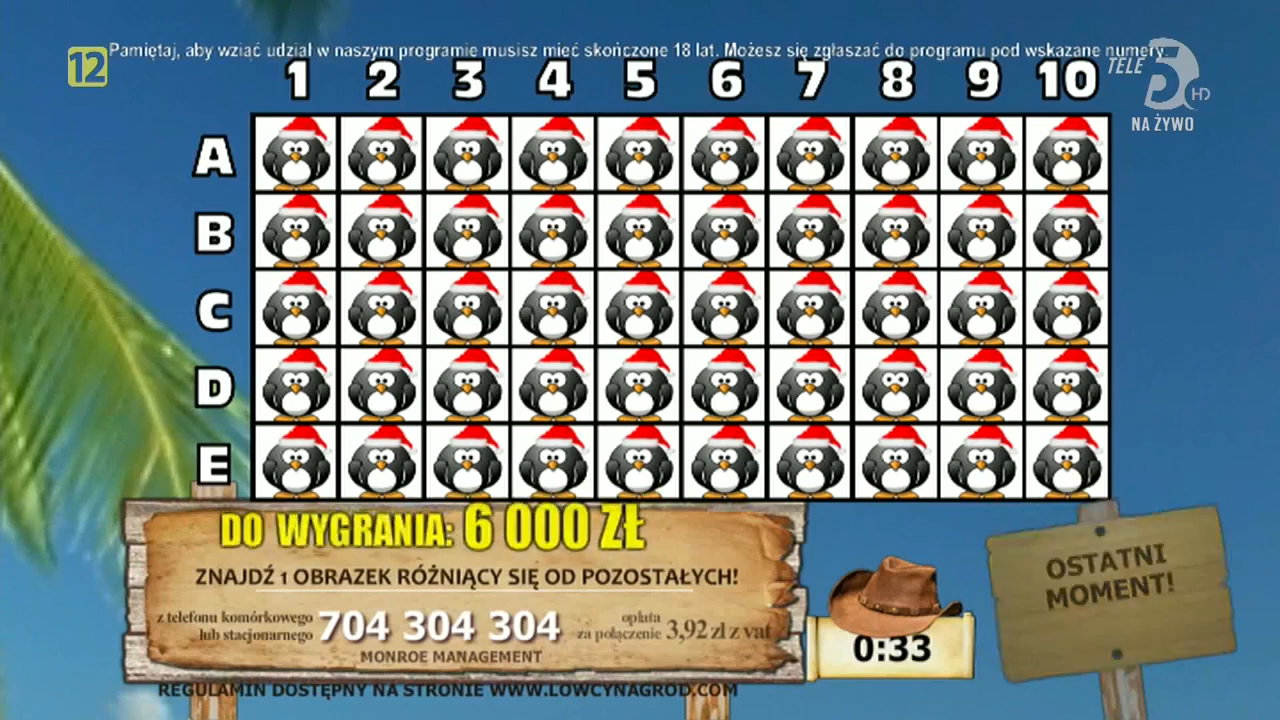 Pamiętaj, aby wziąć udział w naszym programie musisz mieć skończone 18 lat. Możesz się zgłaszać do programu pod wskazane numery.
12
TELE 5 HD
NA ŻYWO
1 2 3 4 5 6 7 8 9 10
A
B
C
D
E
DO WYGRANIA: 6 000 ZŁ
ZNAJDŹ 1 OBRAZEK RÓŻNIĄCY SIĘ OD POZOSTAŁYCH!
z telefonu komórkowego
lub stacjonarnego
704 304 304
opłata
za połączenie 3,92 zł z vat
MONROE MANAGEMENT
REGULAMIN DOSTĘPNY NA STRONIE WWW.LOWCYNAGROD.COM
0:33
OSTATNI
MOMENT!